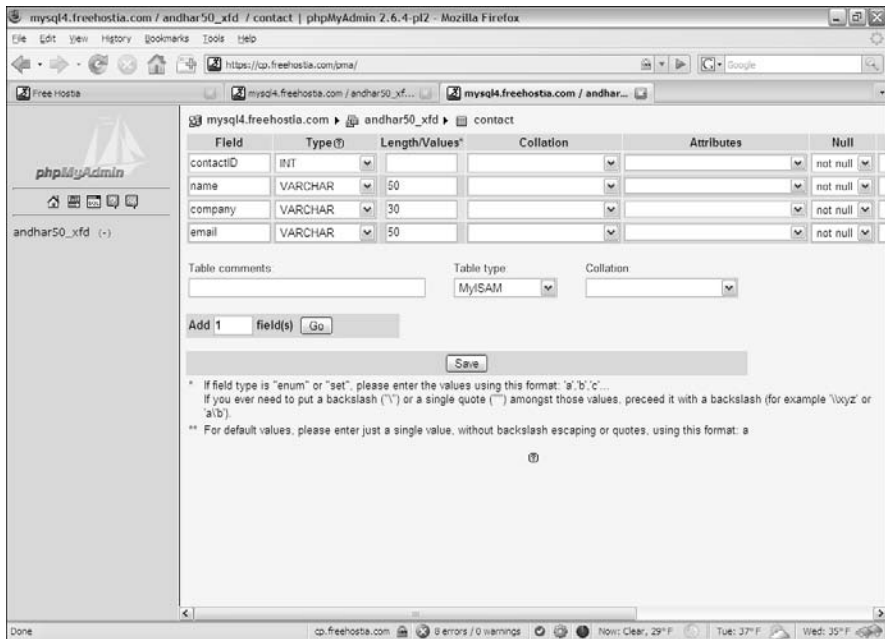 mysql4.freehostia.com / andhar50_xfd / contact | phpMyAdmin 2.6.4-pl2 - Mozilla Firefox
File Edit View History Bookmarks Tools Help
https://cp.freehostia.com/pma/
Google
Free Hostia
mysql4.freehostia.com / andhar50_xf...
mysql4.freehostia.com / andhar...
phpMyAdmin
andhar50_xfd (-)
mysql4.freehostia.com andhar50_xfd contact
Field Type Length/Values* Collation Attributes Null
contactID INT not null
name VARCHAR 50 not null
company VARCHAR 30 not null
email VARCHAR 50 not null
Table comments: Table type: Collation:
MyISAM
Add 1 field(s) Go
Save
* If field type is "enum" or "set", please enter the values using this format: 'a','b','c'...
If you ever need to put a backslash ("\") or a single quote ("'") amongst those values, preceed it with a backslash (for example '\\xyz' or
'a\'b').
** For default values, please enter just a single value, without backslash escaping or quotes, using this format: a
Done cp.freehostia.com 8 errors / 0 warnings Now: Clear, 29° F Tue: 37° F Wed: 35° F